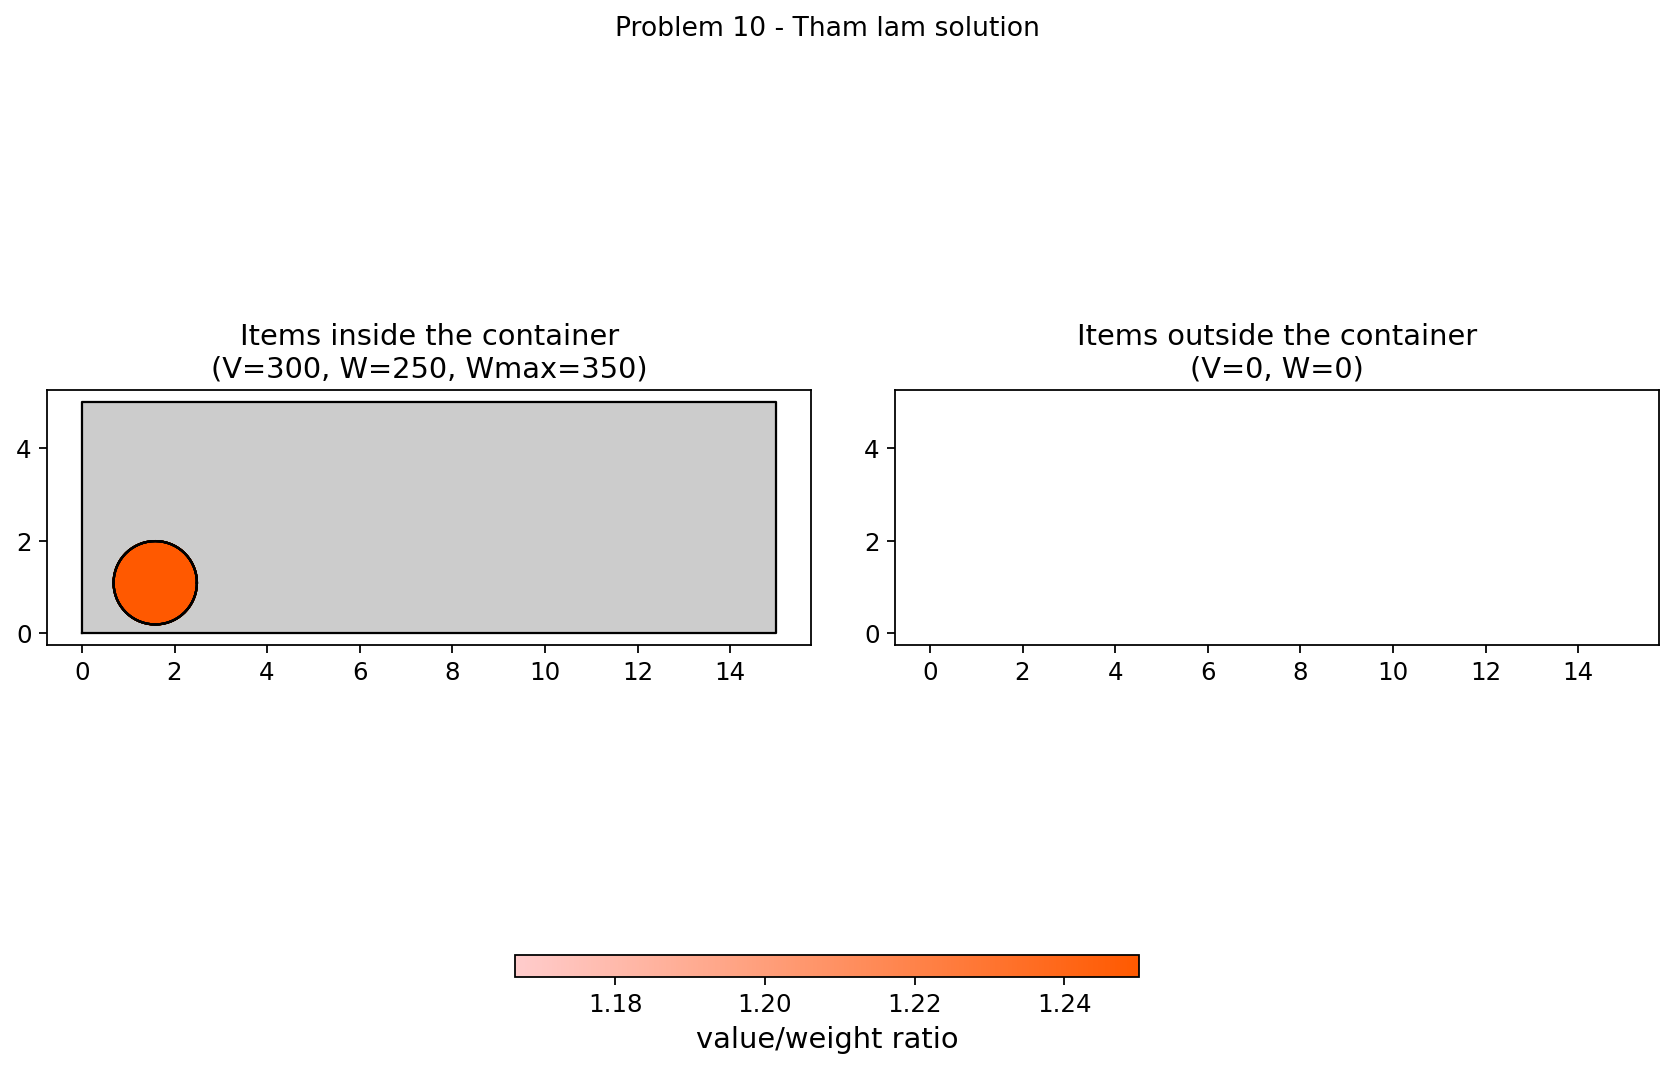 Problem 10 - Tham lam solution
Items inside the container
(V=300, W=250, Wmax=350)
4
2
0
0 2 4 6 8 10 12 14
Items outside the container
(V=0, W=0)
4
2
0
0 2 4 6 8 10 12 14
1.18 1.20 1.22 1.24
value/weight ratio